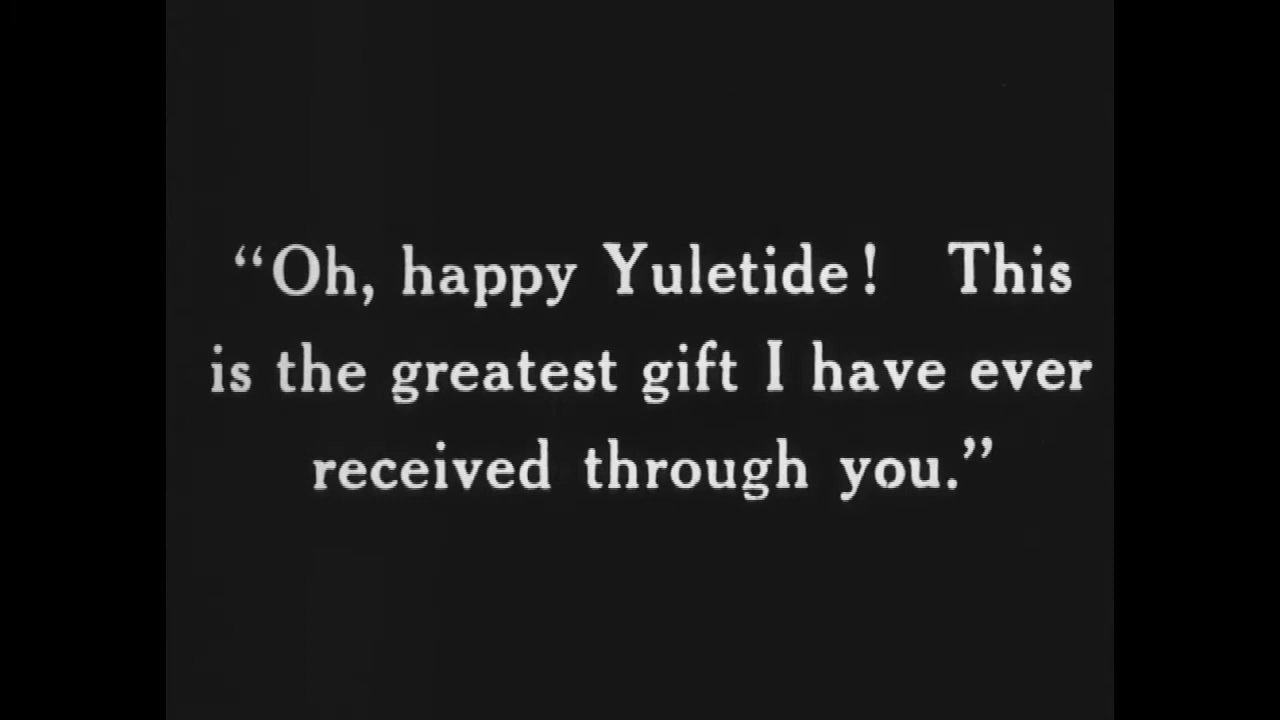 “Oh, happy Yuletide! This
is the greatest gift I have ever
received through you.”